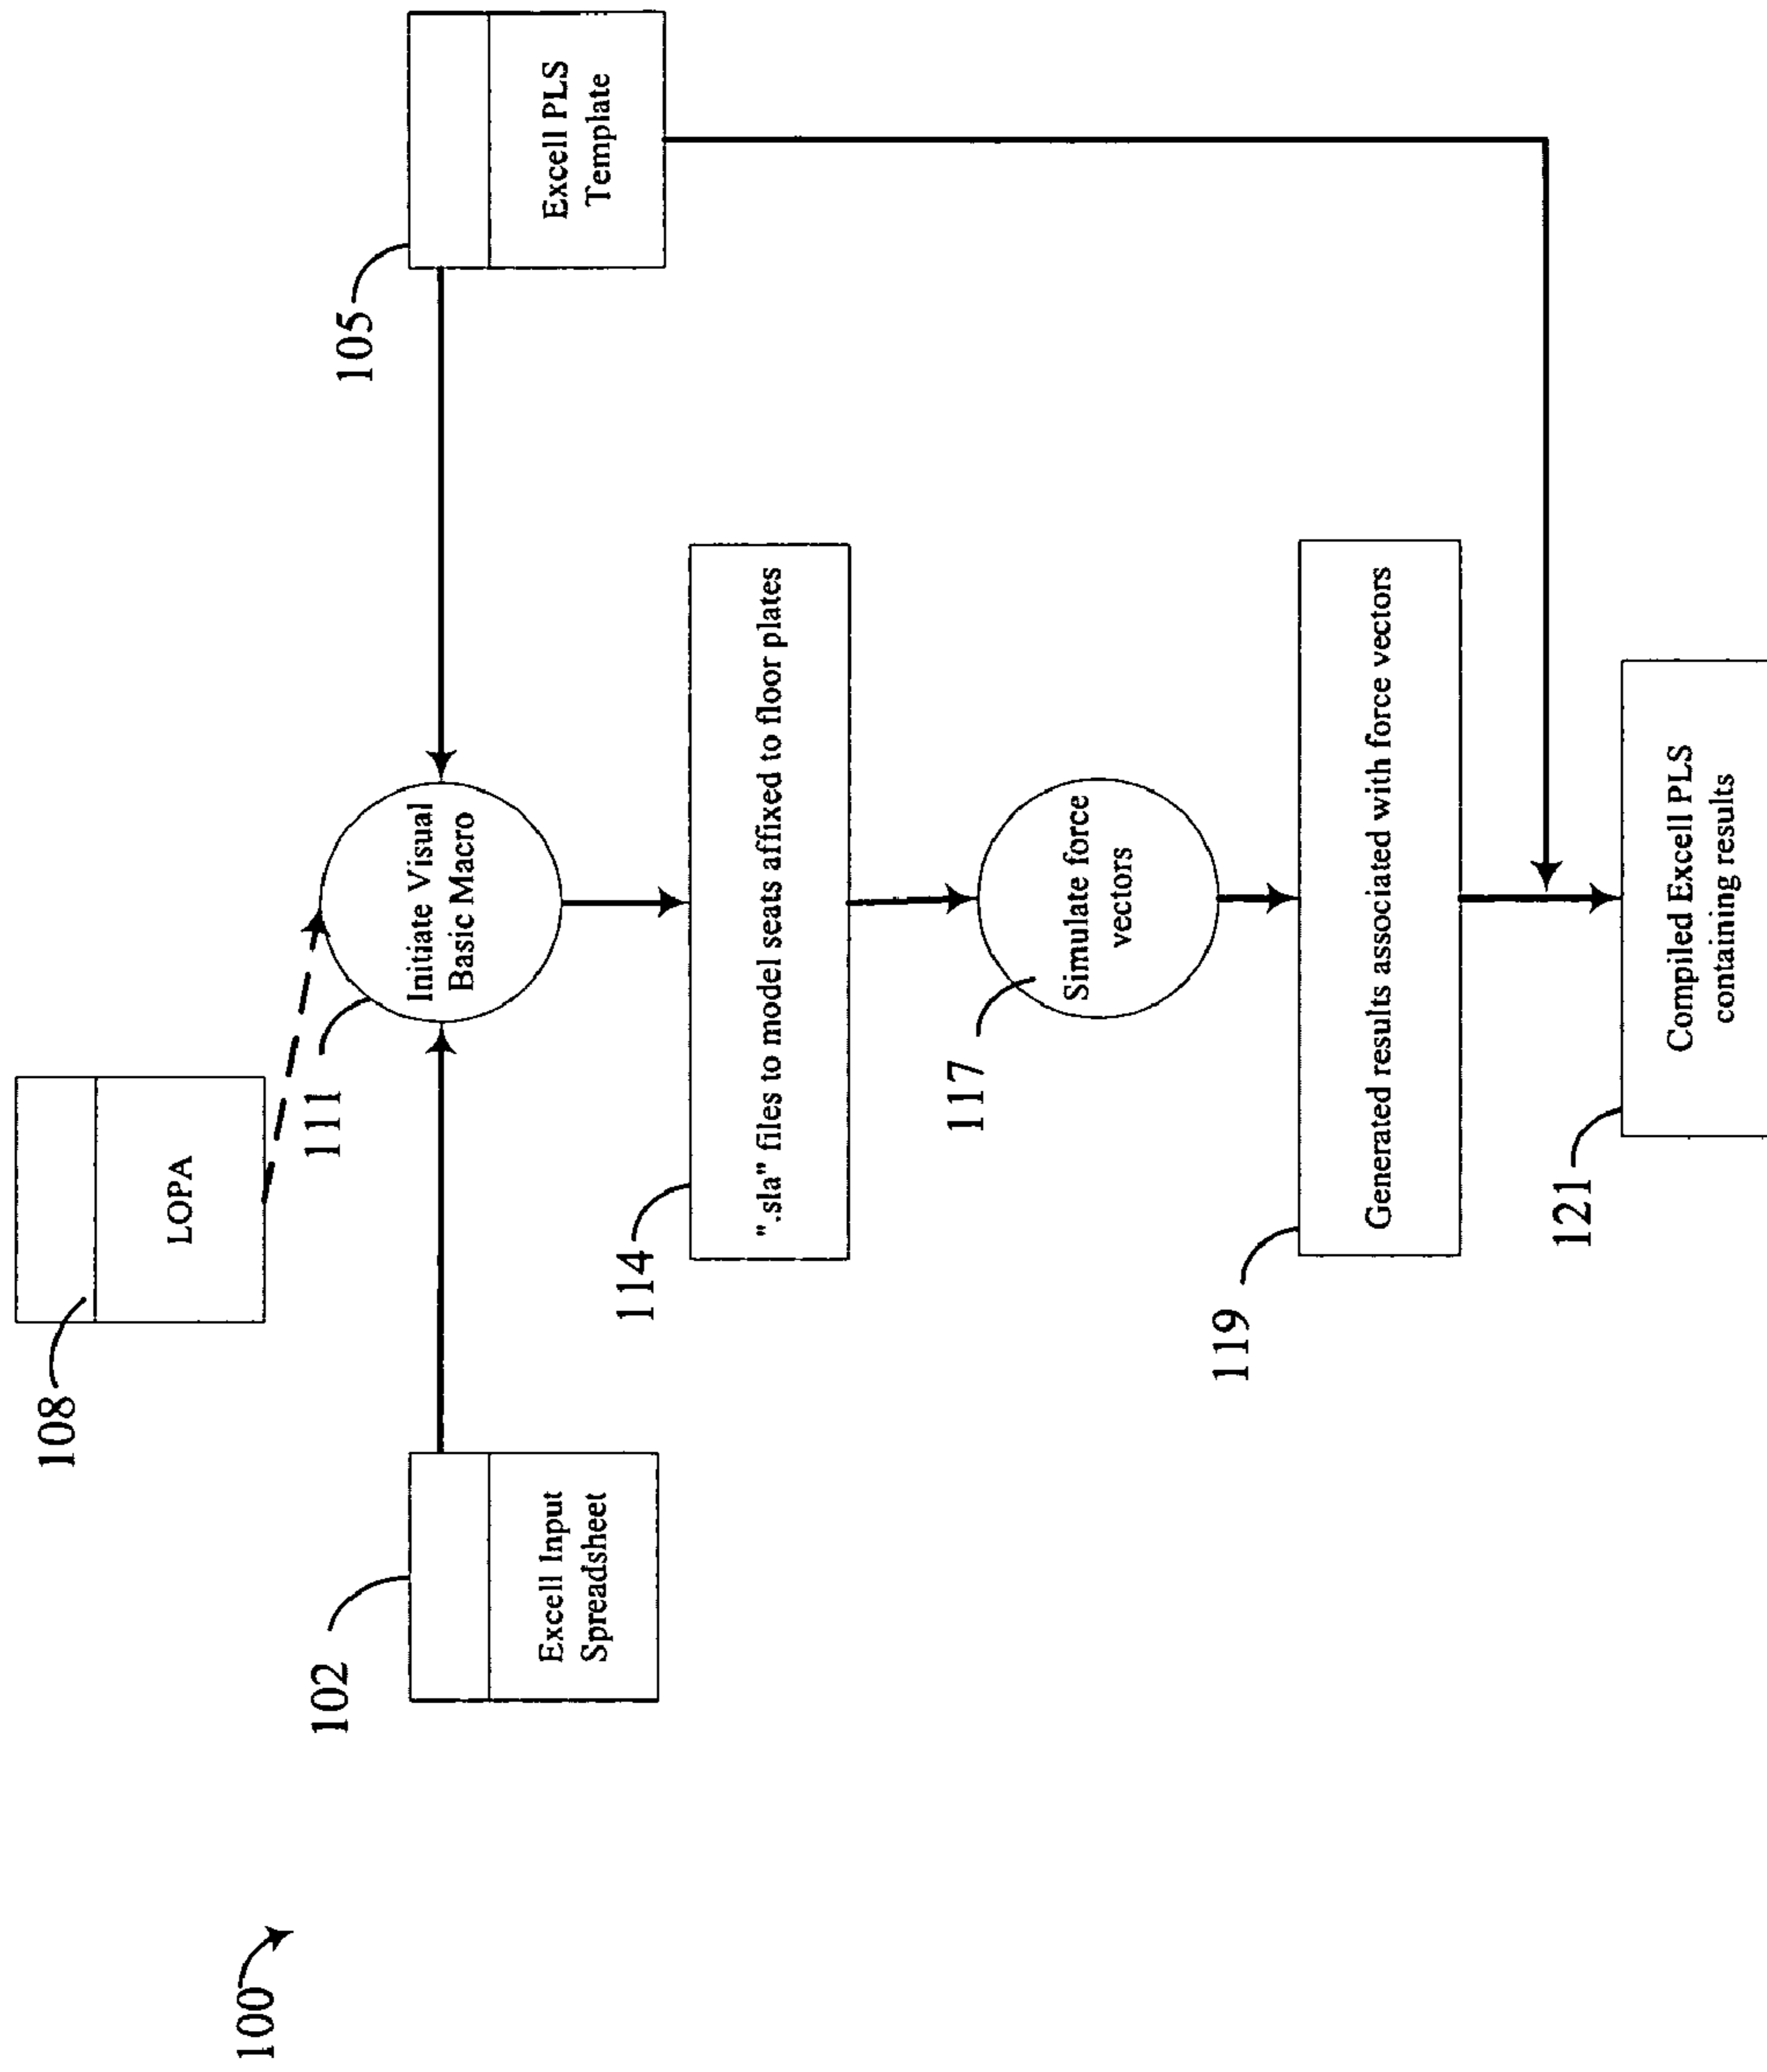 100
108
LOPA
102
Excell Input
Spreadsheet
111
Initiate Visual
Basic Macro
105
Excell PLS
Template
114
".sla" files to model seats affixed to floor plates
117
Simulate force
vectors
119
Generated results associated with force vectors
121
Compiled Excell PLS
containing results